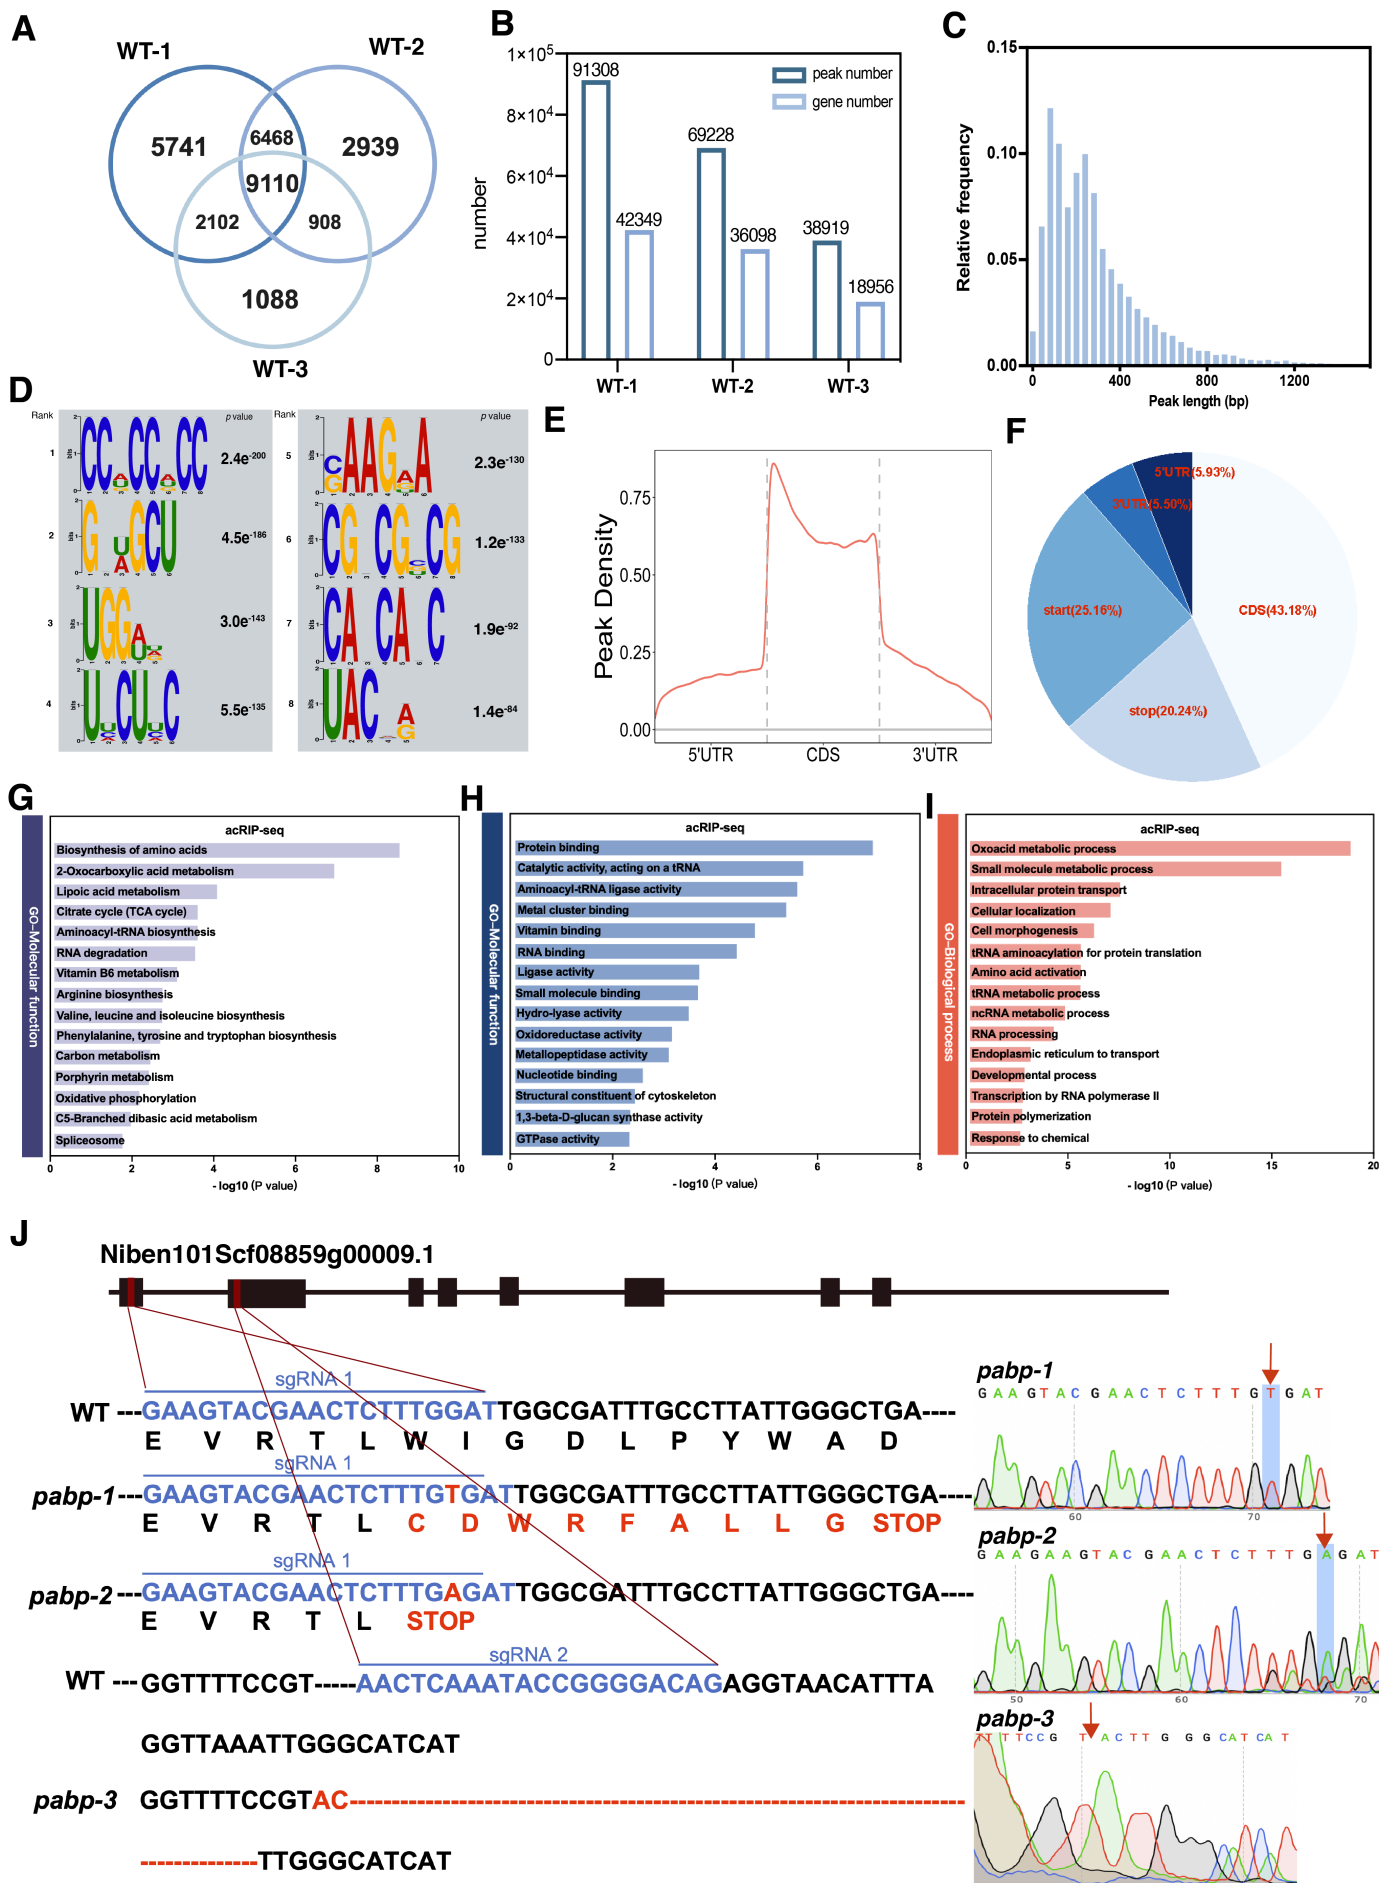 A
WT-1
WT-2
5741
6468
2939
9110
2102
908
1088
WT-3
B
number
1×10⁵
8×10⁴
6×10⁴
4×10⁴
2×10⁴
0
91308
42349
69228
36098
38919
18956
peak number
gene number
WT-1
WT-2
WT-3
C
Relative frequency
0.15
0.10
0.05
0.00
0
400
800
1200
Peak length (bp)
D
Rank
p value
1
2.4e-200
2
4.5e-186
3
3.0e-143
4
5.5e-135
Rank
p value
5
2.3e-130
6
1.2e-133
7
1.9e-92
8
1.4e-84
E
Peak Density
0.75
0.50
0.25
0.00
5'UTR
CDS
3'UTR
F
5'UTR(5.93%)
3'UTR(5.50%)
start(25.16%)
CDS(43.18%)
stop(20.24%)
G
GO-Molecular function
acRIP-seq
Biosynthesis of amino acids
2-Oxocarboxylic acid metabolism
Lipoic acid metabolism
Citrate cycle (TCA cycle)
Aminoacyl-tRNA biosynthesis
RNA degradation
Vitamin B6 metabolism
Arginine biosynthesis
Valine, leucine and isoleucine biosynthesis
Phenylalanine, tyrosine and tryptophan biosynthesis
Carbon metabolism
Porphyrin metabolism
Oxidative phosphorylation
C5-Branched dibasic acid metabolism
Spliceosome
0 2 4 6 8 10
- log10 (P value)
H
GO-Molecular function
acRIP-seq
Protein binding
Catalytic activity, acting on a tRNA
Aminoacyl-tRNA ligase activity
Metal cluster binding
Vitamin binding
RNA binding
Ligase activity
Small molecule binding
Hydro-lyase activity
Oxidoreductase activity
Metallopeptidase activity
Nucleotide binding
Structural constituent of cytoskeleton
1,3-beta-D-glucan synthase activity
GTPase activity
0 2 4 6 8
- log10 (P value)
I
GO-Biological process
acRIP-seq
Oxoacid metabolic process
Small molecule metabolic process
Intracellular protein transport
Cellular localization
Cell morphogenesis
tRNA aminoacylation for protein translation
Amino acid activation
tRNA metabolic process
ncRNA metabolic process
RNA processing
Endoplasmic reticulum to transport
Developmental process
Transcription by RNA polymerase II
Protein polymerization
Response to chemical
0 5 10 15 20
- log10 (P value)
J
Niben101Scf08859g00009.1
sgRNA 1
WT ---GAAGTACGAACTCTTTGGATTGGCGATTTGCCTTATTGGGCTGA----
E V R T L W I G D L P Y W A D
sgRNA 1
pabp-1---GAAGTACGAACTCTTTGTGATTGGCGATTTGCCTTATTGGGCTGA----
E V R T L C D W R F A L L G STOP
sgRNA 1
pabp-2---GAAGTACGAACTCTTTGAGATTGGCGATTTGCCTTATTGGGCTGA----
E V R T L STOP
sgRNA 2
WT ---GGTTTTCCGT-----AACTCAAATACCGGGGACAGAGGTAACATTTA
GGTTAAATTGGGCATCAT
pabp-3 GGTTTTCCGTAC------------------------------------------------------------
--------------TTGGGCATCAT
pabp-1
G A A G T A C G A A C T C T T T G T G A T
60 70
pabp-2
G A A G A A G T A C G A A C T C T T T G A G A T
50 60 70
pabp-3
T T T T C C G T A C T T G G G C A T C A T